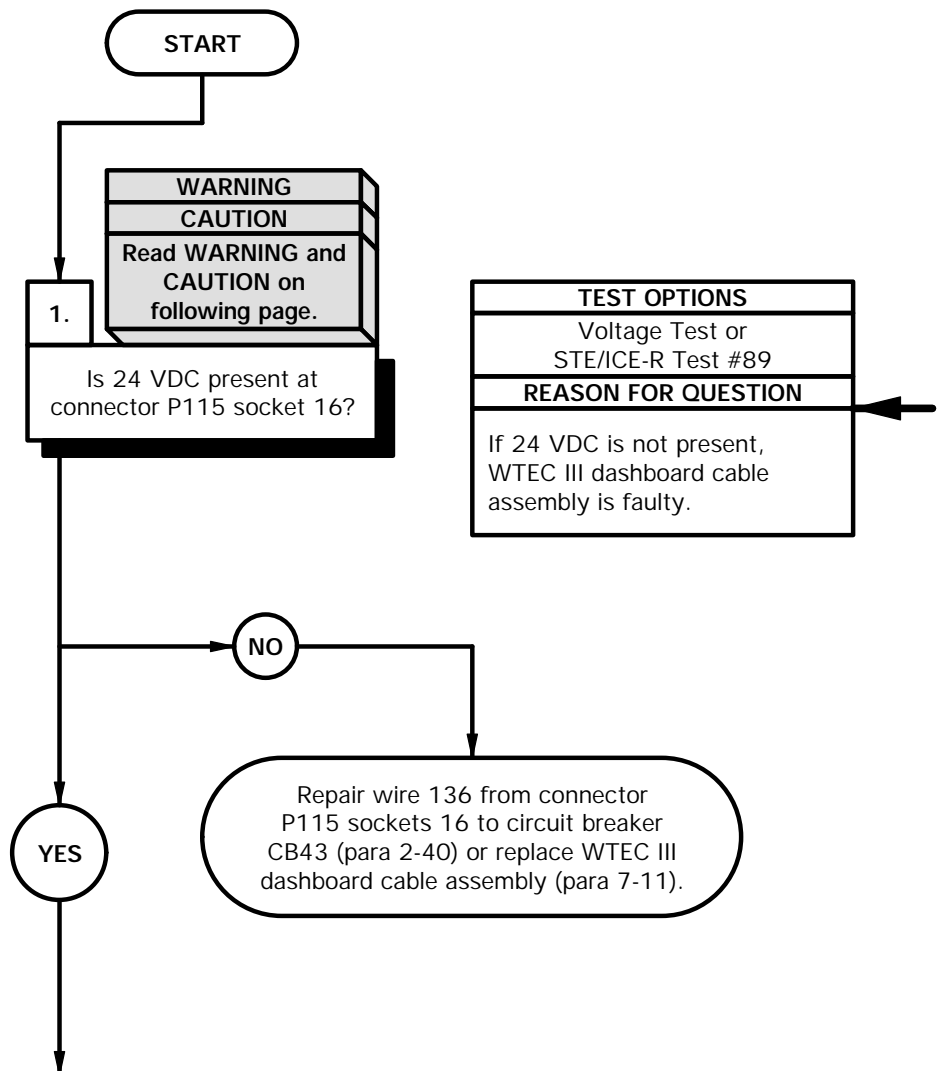 START
WARNING
CAUTION
Read WARNING and
CAUTION on
following page.
1.
Is 24 VDC present at
connector P115 socket 16?
TEST OPTIONS
Voltage Test or
STE/ICE-R Test #89
REASON FOR QUESTION
If 24 VDC is not present,
WTEC III dashboard cable
assembly is faulty.
NO
Repair wire 136 from connector
P115 sockets 16 to circuit breaker
CB43 (para 2-40) or replace WTEC III
dashboard cable assembly (para 7-11).
YES